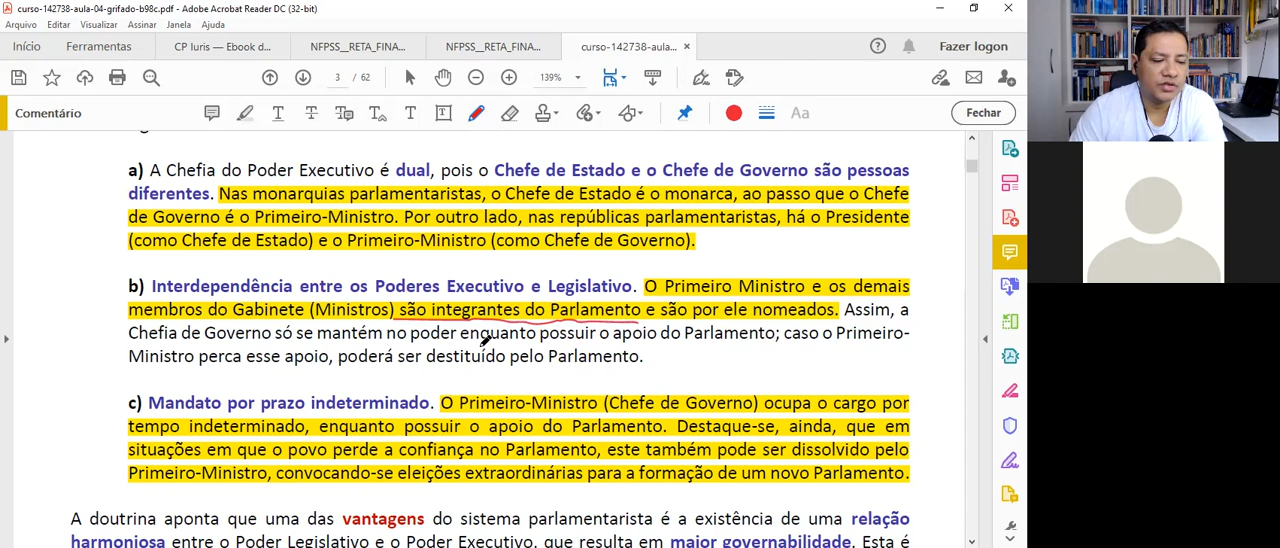 curso-142738-aula-04-grifado-b98c.pdf - Adobe Acrobat Reader DC (32-bit)
Arquivo Editar Visualizar Assinar Janela Ajuda
Início Ferramentas CP Iuris — Ebook d... NFPSS__RETA_FINA... NFPSS__RETA_FINA... curso-142738-aula... × Fazer logon
3 / 62 139%
Comentário Aa Fechar
a) A Chefia do Poder Executivo é dual, pois o Chefe de Estado e o Chefe de Governo são pessoas
diferentes. Nas monarquias parlamentaristas, o Chefe de Estado é o monarca, ao passo que o Chefe
de Governo é o Primeiro-Ministro. Por outro lado, nas repúblicas parlamentaristas, há o Presidente
(como Chefe de Estado) e o Primeiro-Ministro (como Chefe de Governo).
b) Interdependência entre os Poderes Executivo e Legislativo. O Primeiro Ministro e os demais
membros do Gabinete (Ministros) são integrantes do Parlamento e são por ele nomeados. Assim, a
Chefia de Governo só se mantém no poder enquanto possuir o apoio do Parlamento; caso o Primeiro-
Ministro perca esse apoio, poderá ser destituído pelo Parlamento.
c) Mandato por prazo indeterminado. O Primeiro-Ministro (Chefe de Governo) ocupa o cargo por
tempo indeterminado, enquanto possuir o apoio do Parlamento. Destaque-se, ainda, que em
situações em que o povo perde a confiança no Parlamento, este também pode ser dissolvido pelo
Primeiro-Ministro, convocando-se eleições extraordinárias para a formação de um novo Parlamento.
A doutrina aponta que uma das vantagens do sistema parlamentarista é a existência de uma relação
harmoniosa entre o Poder Legislativo e o Poder Executivo, que resulta em maior governabilidade. Esta é